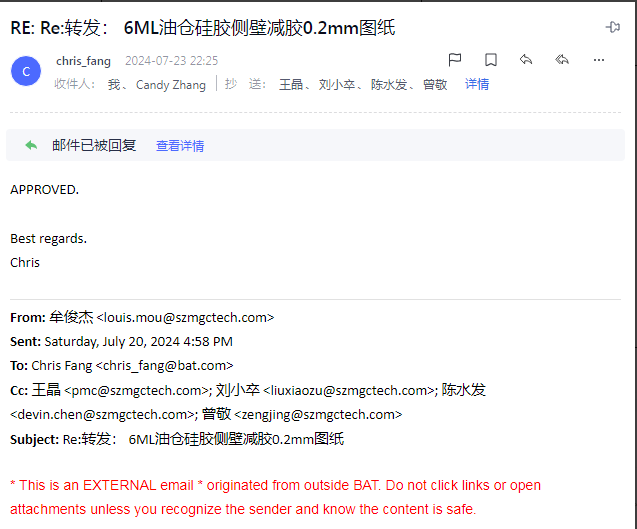 RE: Re:转发： 6ML油仓硅胶侧壁减胶0.2mm图纸
C
chris_fang 2024-07-23 22:25
收件人： 我、 Candy Zhang 抄 送： 王晶、 刘小卒、 陈水发、 曾敬 详情
邮件已被回复 查看详情
APPROVED.
Best regards.
Chris
From: 牟俊杰 <louis.mou@szmgctech.com>
Sent: Saturday, July 20, 2024 4:58 PM
To: Chris Fang <chris_fang@bat.com>
Cc: 王晶 <pmc@szmgctech.com>; 刘小卒 <liuxiaozu@szmgctech.com>; 陈水发
<devin.chen@szmgctech.com>; 曾敬 <zengjing@szmgctech.com>
Subject: Re:转发： 6ML油仓硅胶侧壁减胶0.2mm图纸
* This is an EXTERNAL email * originated from outside BAT. Do not click links or open
attachments unless you recognize the sender and know the content is safe.